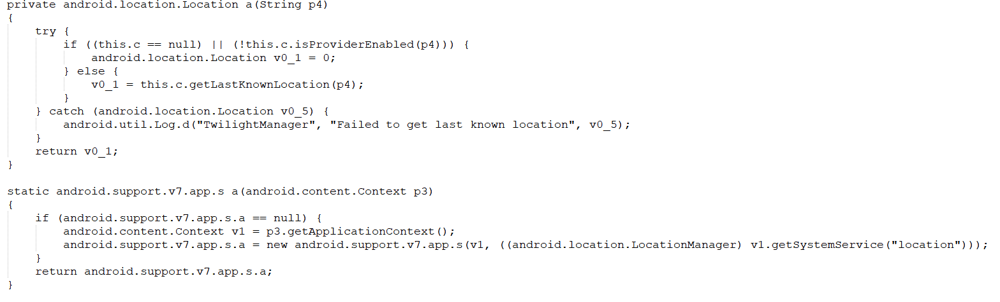 private android.location.Location a(String p4)
{
    try {
        if ((this.c == null) || (!this.c.isProviderEnabled(p4))) {
            android.location.Location v0_1 = 0;
        } else {
            v0_1 = this.c.getLastKnownLocation(p4);
        }
    } catch (android.location.Location v0_5) {
        android.util.Log.d("TwilightManager", "Failed to get last known location", v0_5);
    }
    return v0_1;
}

static android.support.v7.app.s a(android.content.Context p3)
{
    if (android.support.v7.app.s.a == null) {
        android.content.Context v1 = p3.getApplicationContext();
        android.support.v7.app.s.a = new android.support.v7.app.s(v1, ((android.location.LocationManager) v1.getSystemService("location")));
    }
    return android.support.v7.app.s.a;
}